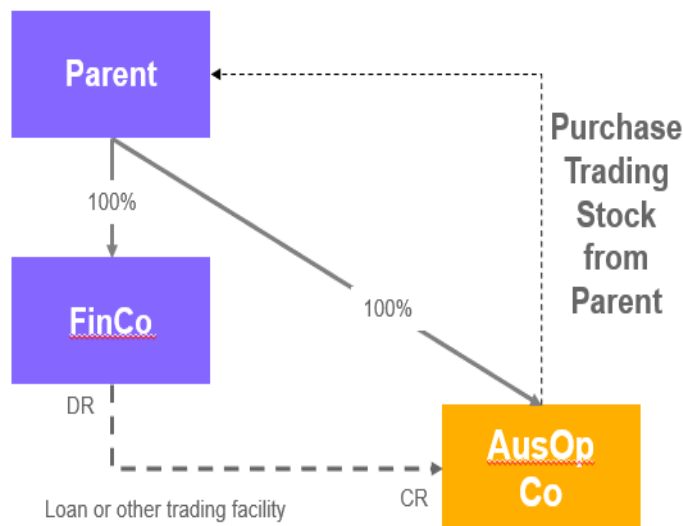 Parent
Purchase
Trading
Stock
from
Parent
100%
FinCo
100%
DR
AusOp
Co
CR
Loan or other trading facility